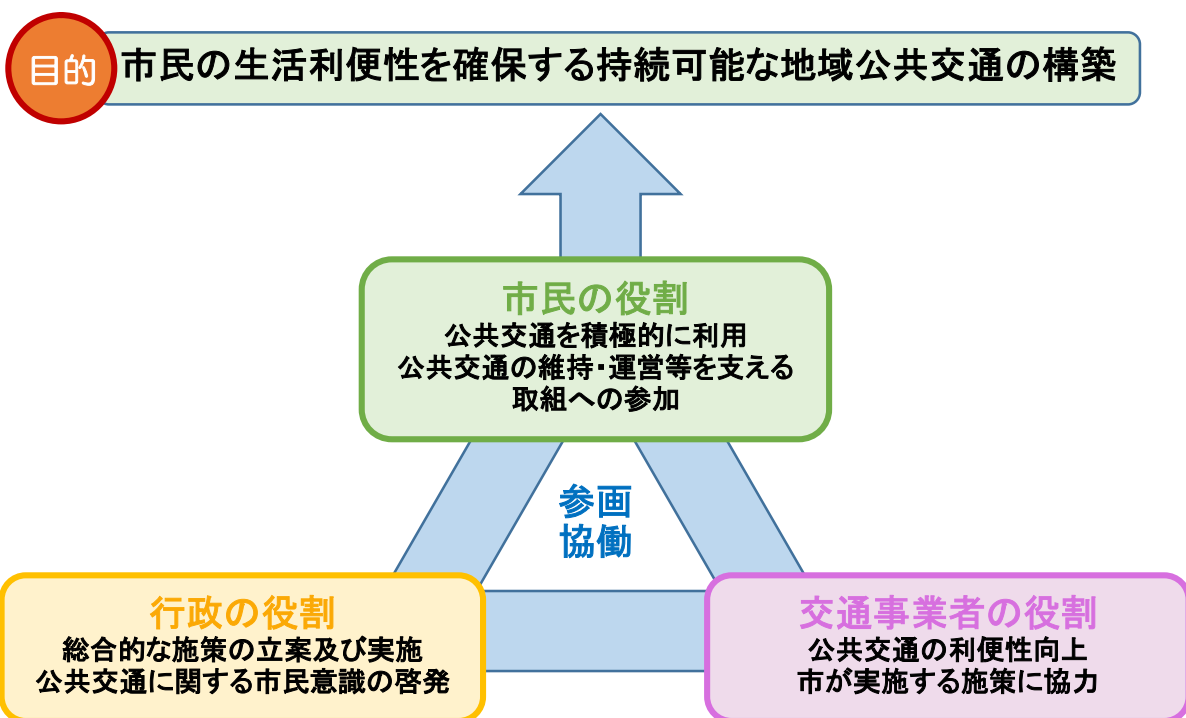 目的
市民の生活利便性を確保する持続可能な地域公共交通の構築
市民の役割
公共交通を積極的に利用
公共交通の維持・運営等を支える
取組への参加
参画
協働
行政の役割
総合的な施策の立案及び実施
公共交通に関する市民意識の啓発
交通事業者の役割
公共交通の利便性向上
市が実施する施策に協力